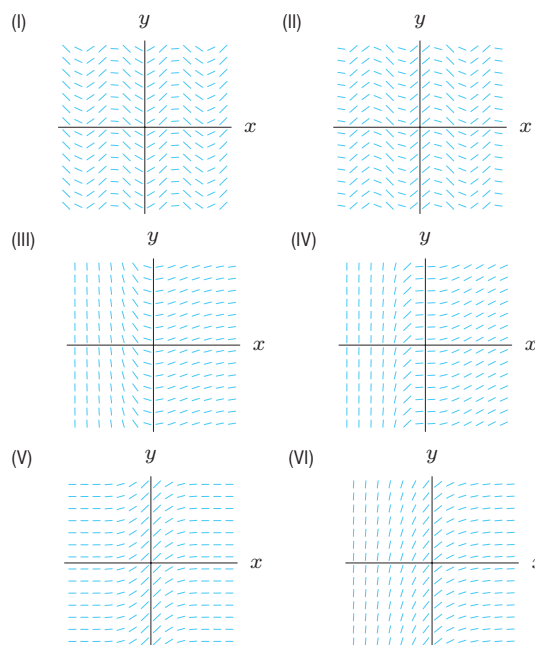 (I) y (II) y
x x
(III) y (IV) y
x x
(V) y (VI) y
x